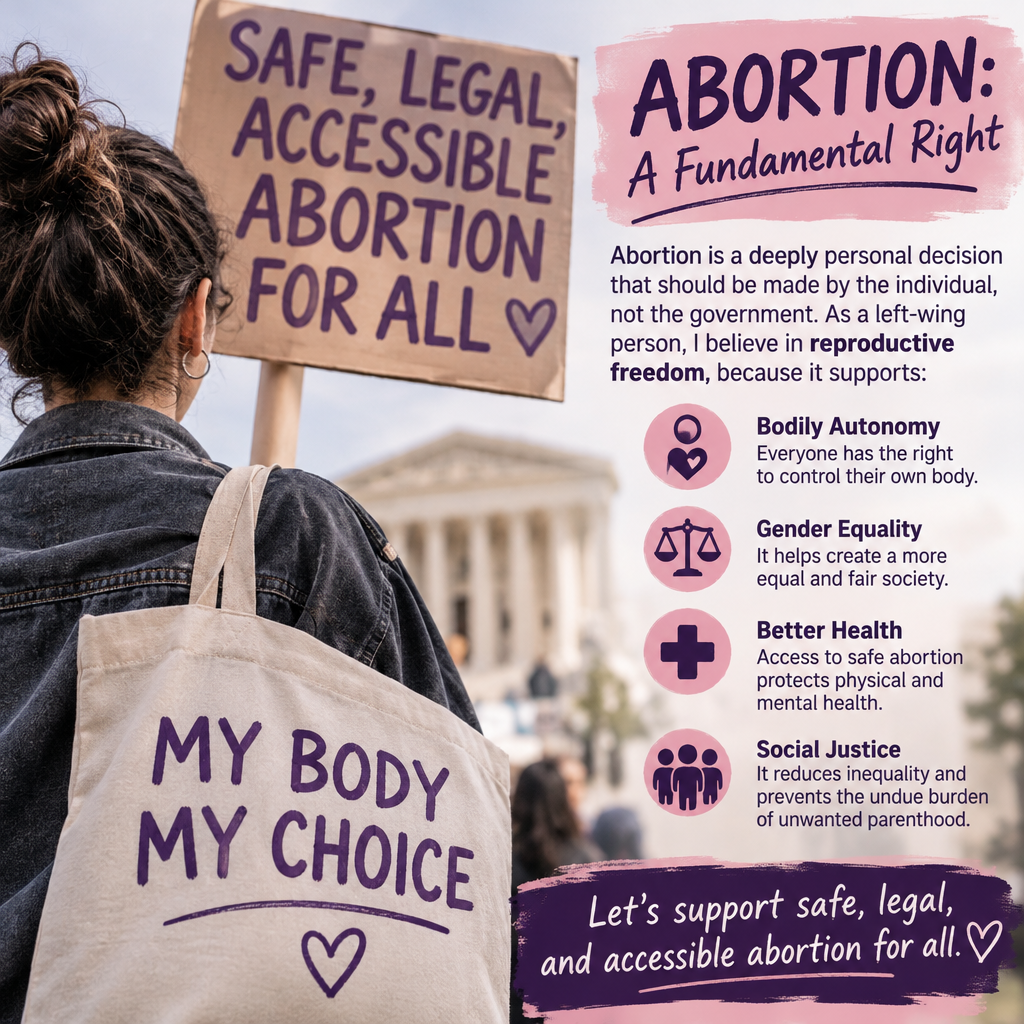 SAFE, LEGAL,
ACCESSIBLE
ABORTION
FOR ALL
MY BODY
MY CHOICE
ABORTION:
A Fundamental Right
Abortion is a deeply personal decision
that should be made by the individual,
not the government. As a left-wing
person, I believe in reproductive
freedom, because it supports:
Bodily Autonomy
Everyone has the right
to control their own body.
Gender Equality
It helps create a more
equal and fair society.
Better Health
Access to safe abortion
protects physical and
mental health.
Social Justice
It reduces inequality and
prevents the undue burden
of unwanted parenthood.
Let's support safe, legal,
and accessible abortion for all.